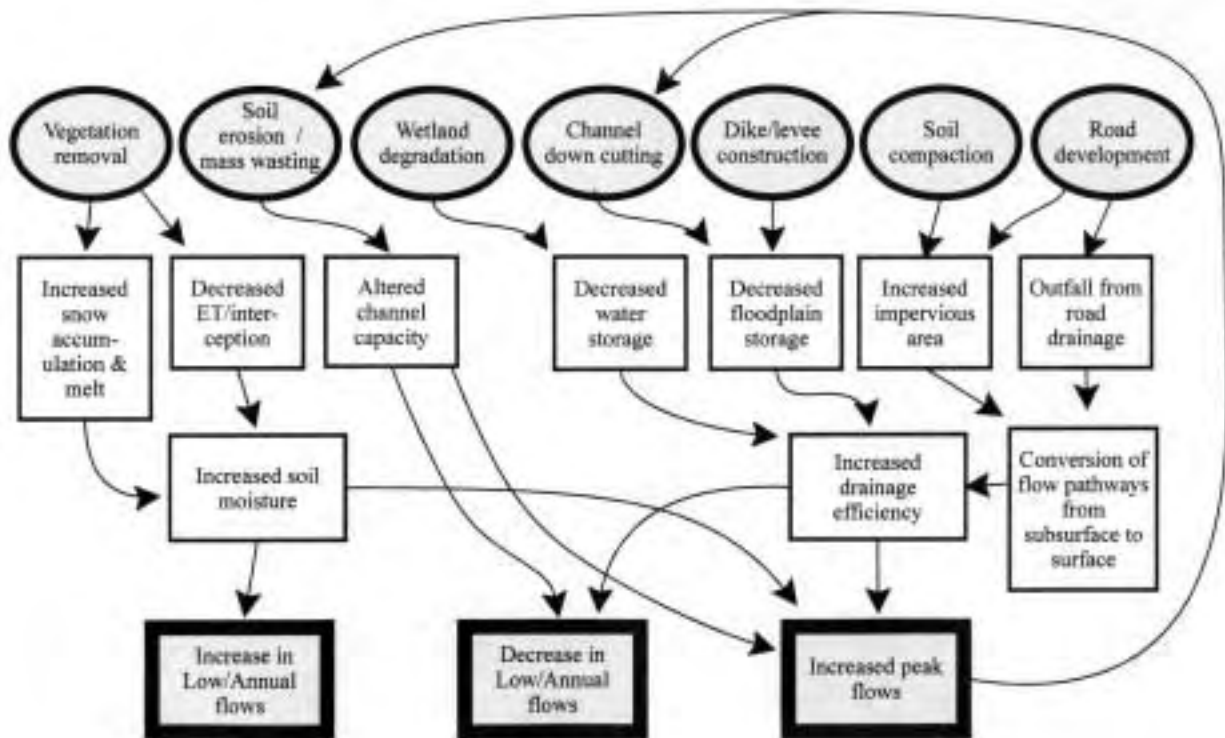 Vegetation
removal
Soil
erosion /
mass wasting
Wetland
degradation
Channel
down cutting
Dike/levee
construction
Soil
compaction
Road
development
Increased
snow
accum-
ulation &
melt
Decreased
ET/inter-
ception
Altered
channel
capacity
Decreased
water
storage
Decreased
floodplain
storage
Increased
impervious
area
Outfall from
road
drainage
Increased soil
moisture
Increased
drainage
efficiency
Conversion of
flow pathways
from
subsurface to
surface
Increase in
Low/Annual
flows
Decrease in
Low/Annual
flows
Increased peak
flows